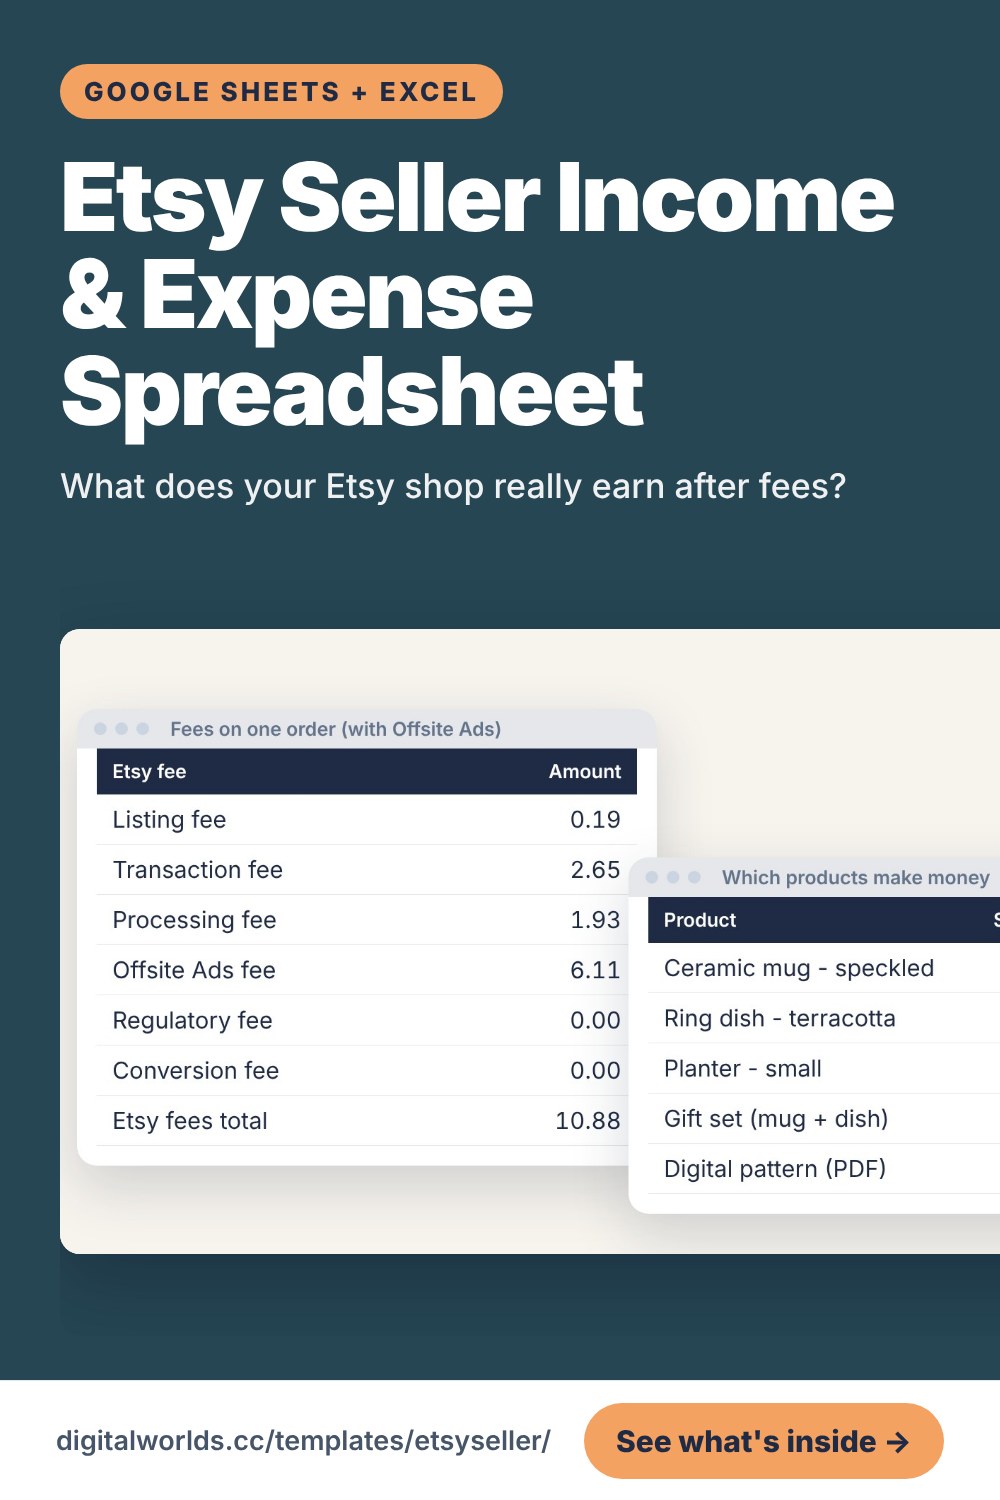 GOOGLE SHEETS + EXCEL
Etsy Seller Income
& Expense
Spreadsheet
What does your Etsy shop really earn after fees?
Fees on one order (with Offsite Ads)
Etsy fee Amount
Listing fee 0.19
Transaction fee 2.65
Processing fee 1.93
Offsite Ads fee 6.11
Regulatory fee 0.00
Conversion fee 0.00
Etsy fees total 10.88
Which products make money
Product
Ceramic mug - speckled
Ring dish - terracotta
Planter - small
Gift set (mug + dish)
Digital pattern (PDF)
digitalworlds.cc/templates/etsyseller/
See what's inside →